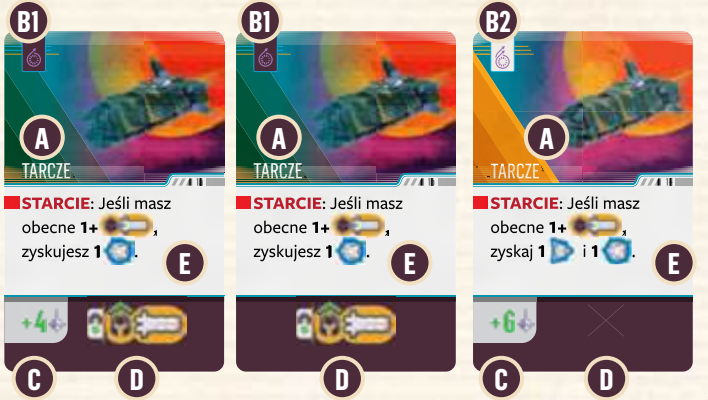 B1
A
TARCZE
STARCIE: Jeśli masz
obecne 1+ ,
zyskujesz 1 .
E
+4
C
D
B1
A
TARCZE
STARCIE: Jeśli masz
obecne 1+ ,
zyskujesz 1 .
E
D
B2
A
TARCZE
STARCIE: Jeśli masz
obecne 1+ ,
zyskaj 1 i 1 .
E
+6
C
D